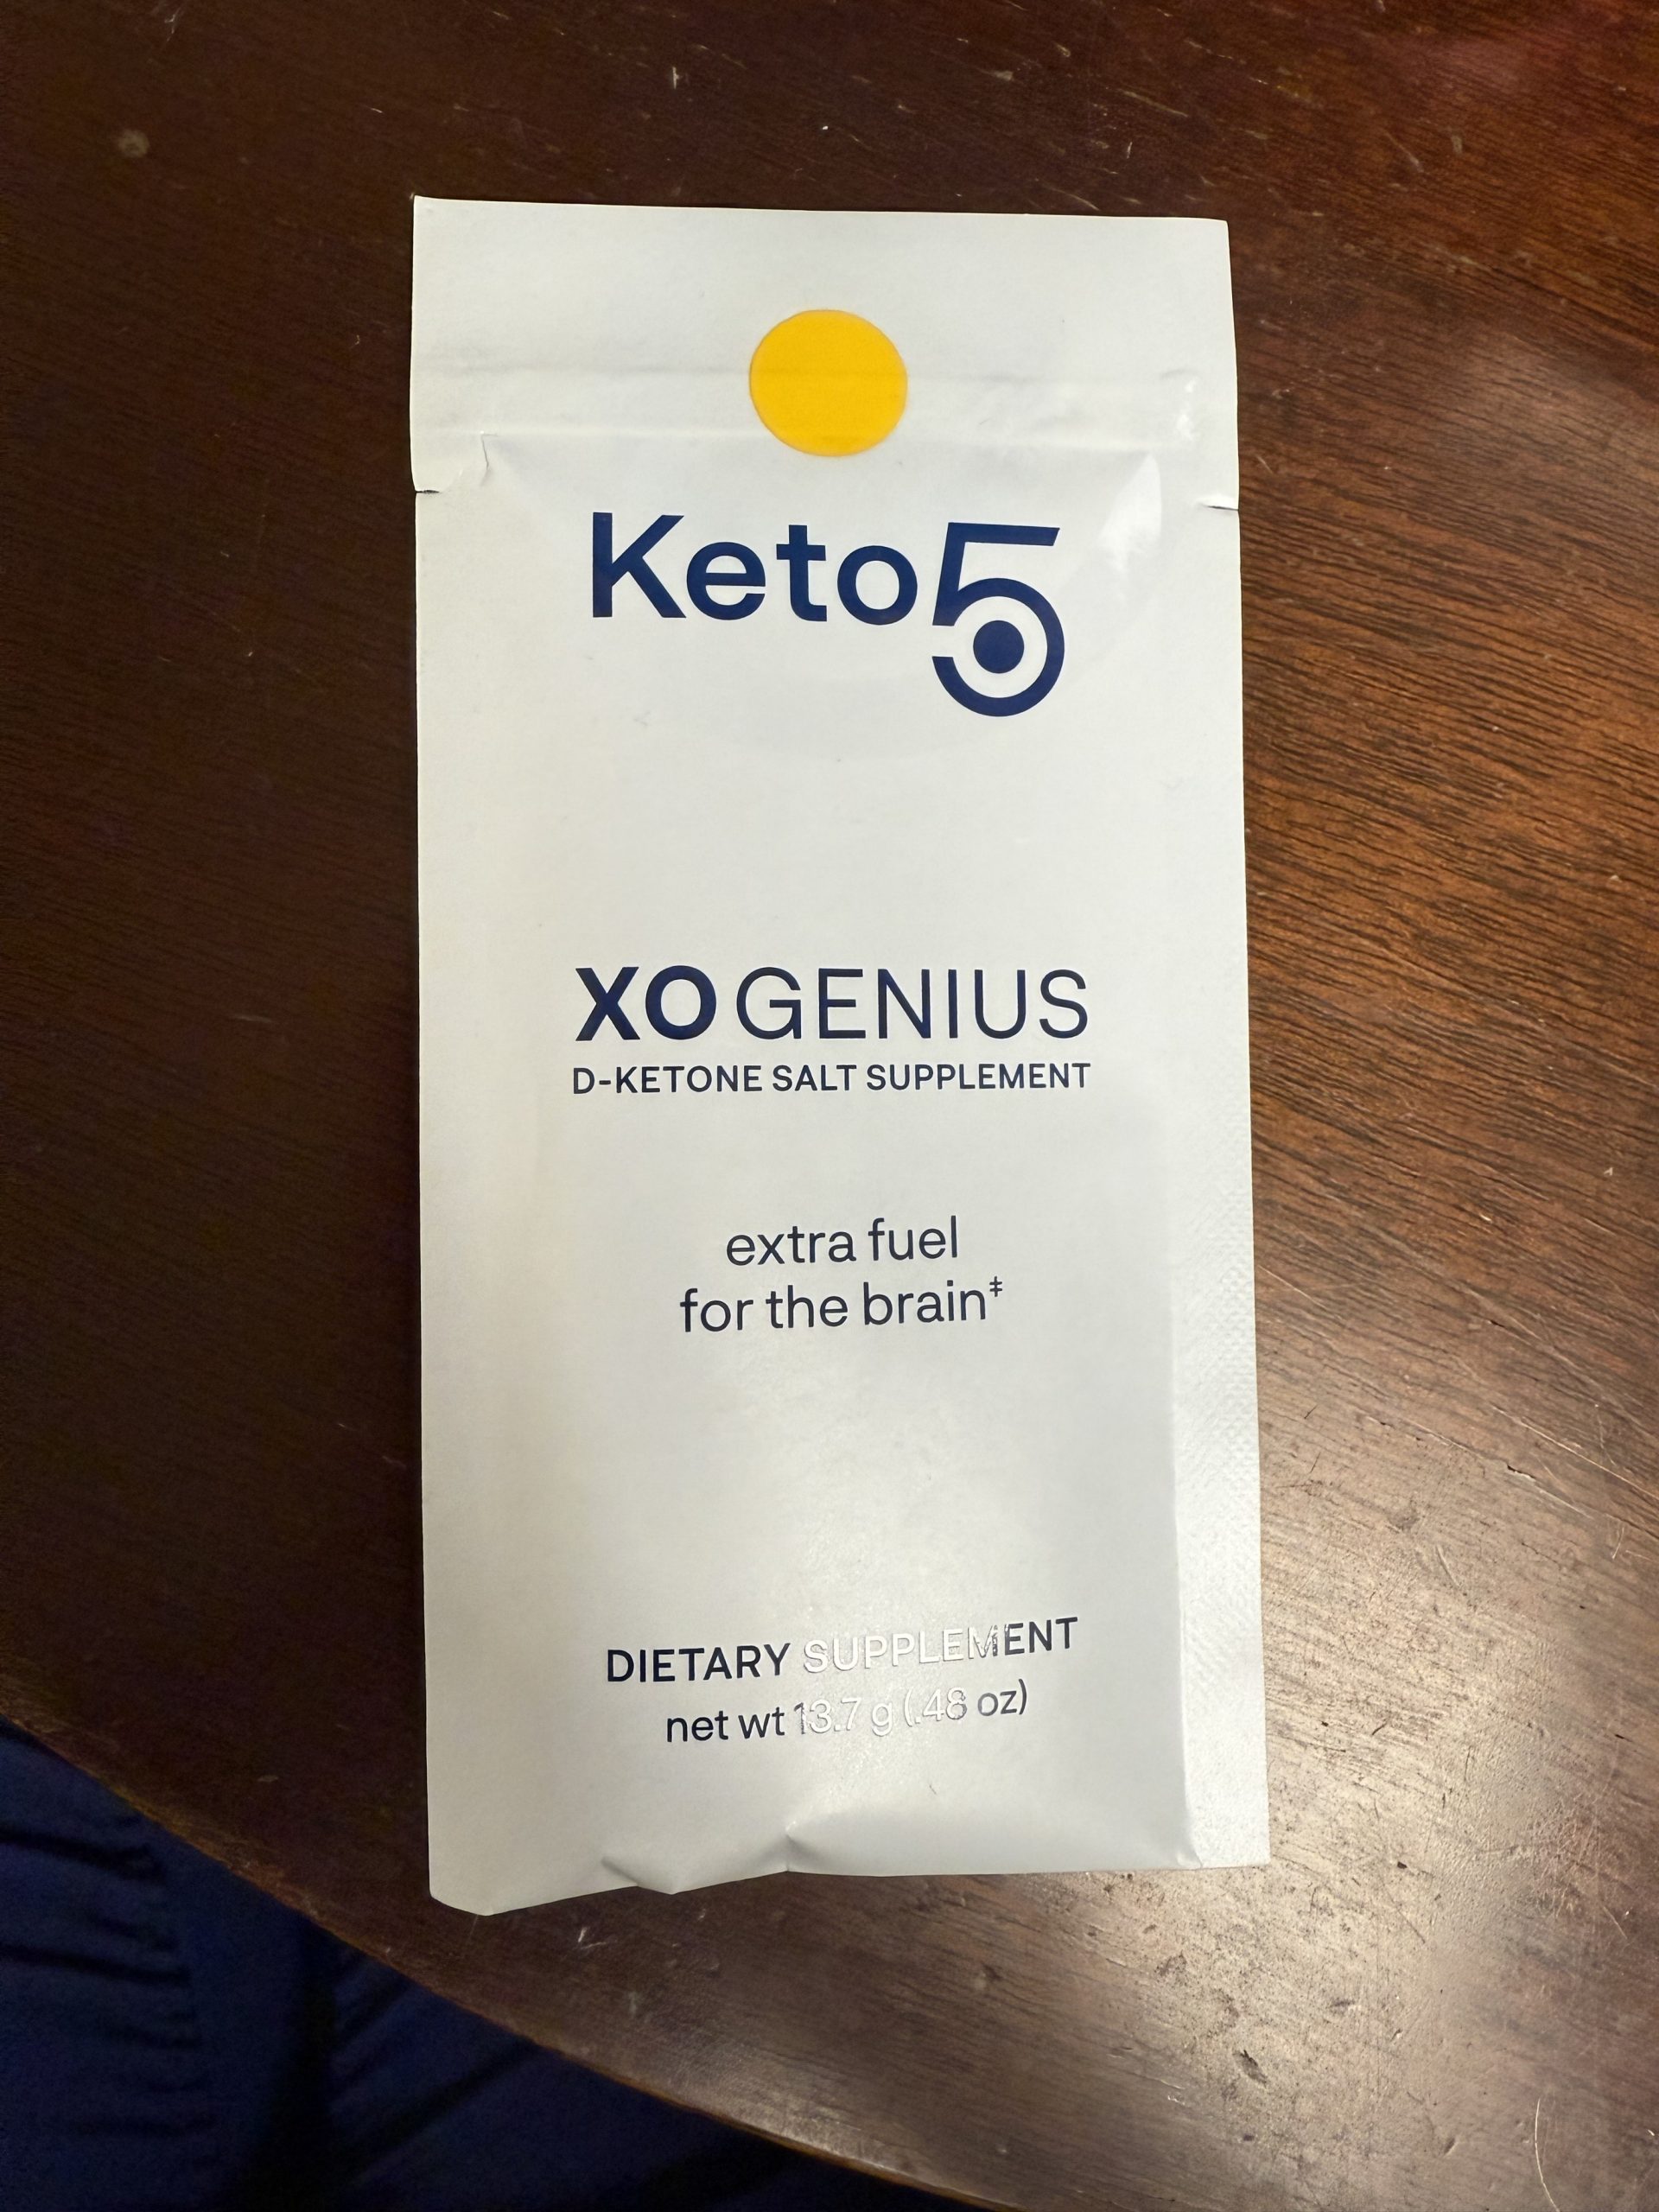 Keto5
XO GENIUS
D-KETONE SALT SUPPLEMENT
extra fuel
for the brain‡
DIETARY SUPPLEMENT
net wt 13.7 g (.48 oz)